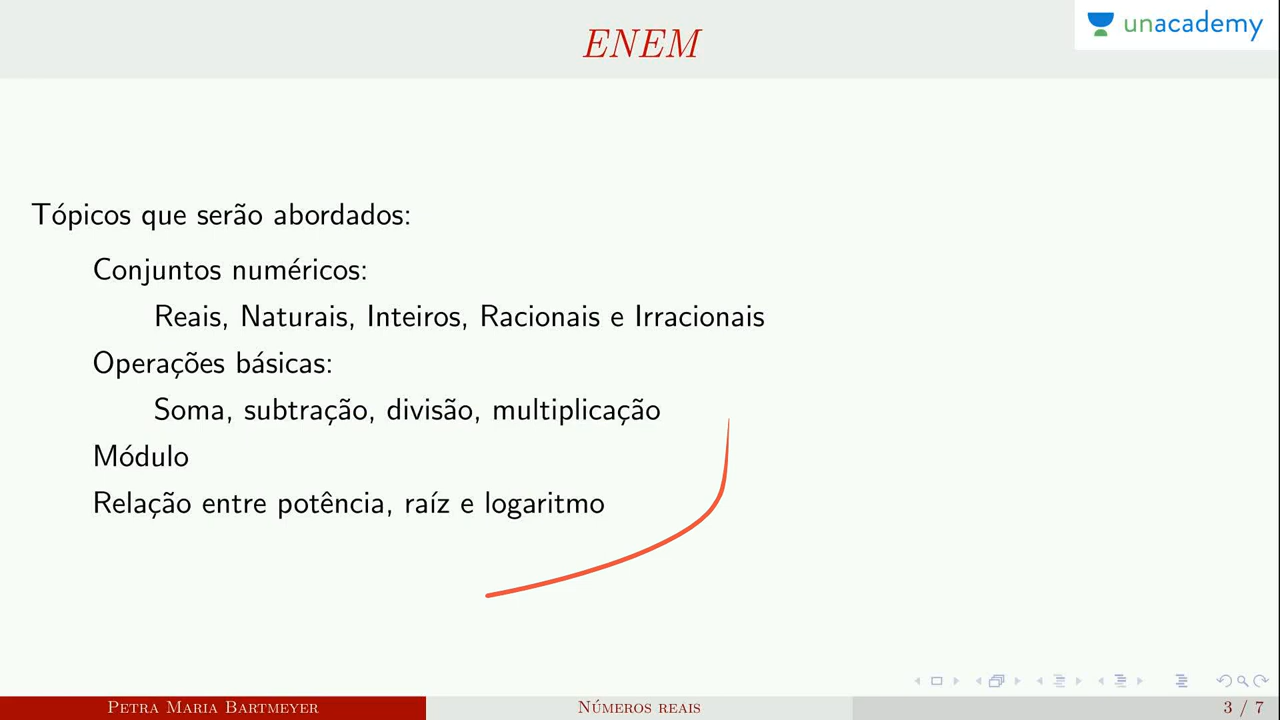 ENEM
unacademy
Tópicos que serão abordados:
Conjuntos numéricos:
Reais, Naturais, Inteiros, Racionais e Irracionais
Operações básicas:
Soma, subtração, divisão, multiplicação
Módulo
Relação entre potência, raíz e logaritmo
Petra Maria Bartmeyer
Números reais
3 / 7